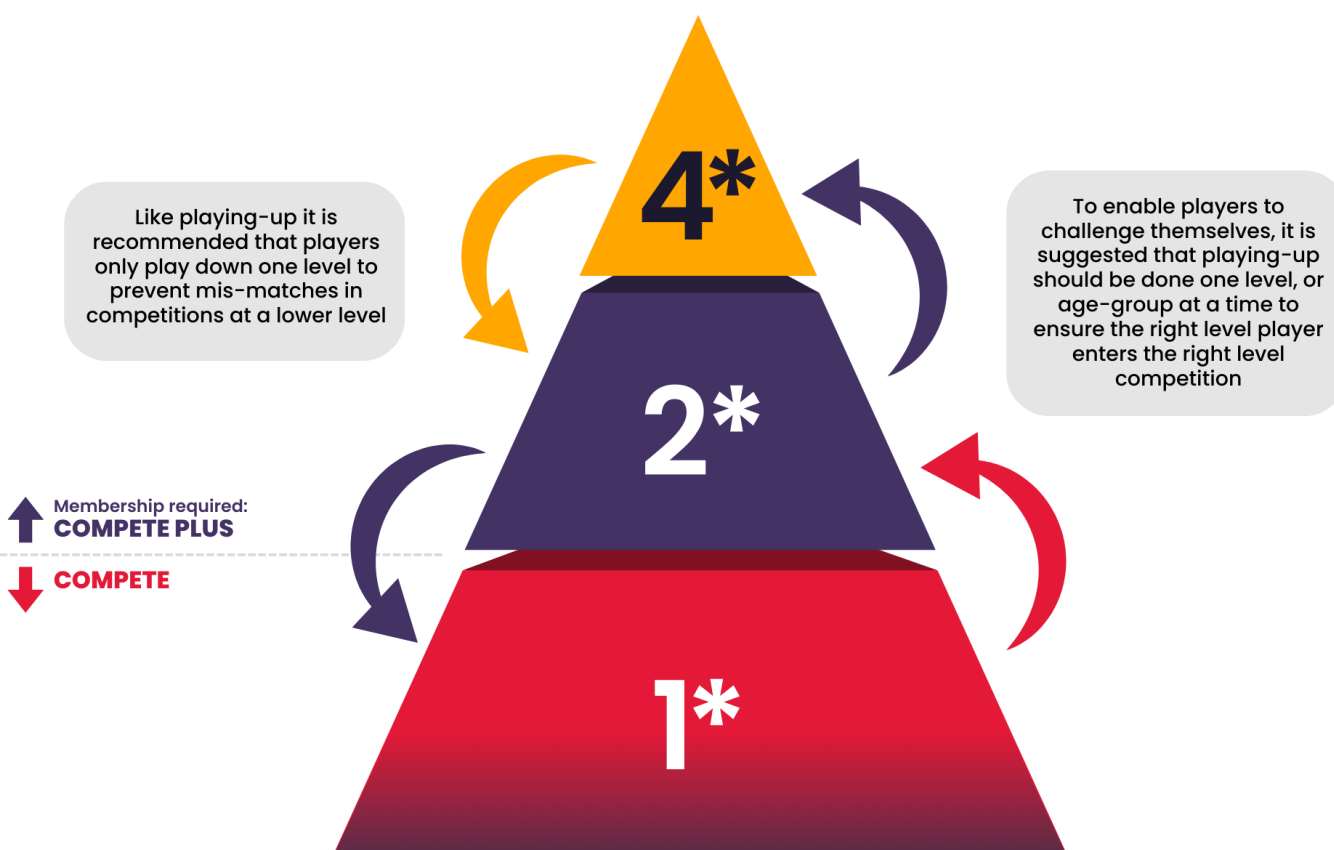 4*
Like playing-up it is
recommended that players
only play down one level to
prevent mis-matches in
competitions at a lower level
To enable players to
challenge themselves, it is
suggested that playing-up
should be done one level, or
age-group at a time to
ensure the right level player
enters the right level
competition
2*
Membership required:
COMPETE PLUS
COMPETE
1*